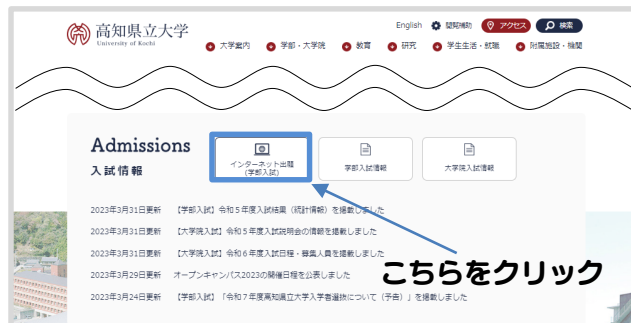 高知県立大学
University of Kochi
English 閲覧補助 アクセス 検索
大学案内 学部・大学院 教育 研究 学生生活・就職 附属施設・機関
Admissions
入試情報
インターネット出願
(学部入試)
学部入試情報
大学院入試情報
2023年3月31日更新 【学部入試】令和5年度入試結果(統計情報)を掲載しました
2023年3月31日更新 【大学院入試】令和5年度入試説明会の情報を掲載しました
2023年3月31日更新 【大学院入試】令和6年度入試日程・募集人員を掲載しました
2023年3月29日更新 オープンキャンパス2023の開催日程を公表しました
こちらをクリック
2023年3月24日更新 【学部入試】「令和7年度高知県立大学入学者選抜について(予告)」を掲載しました